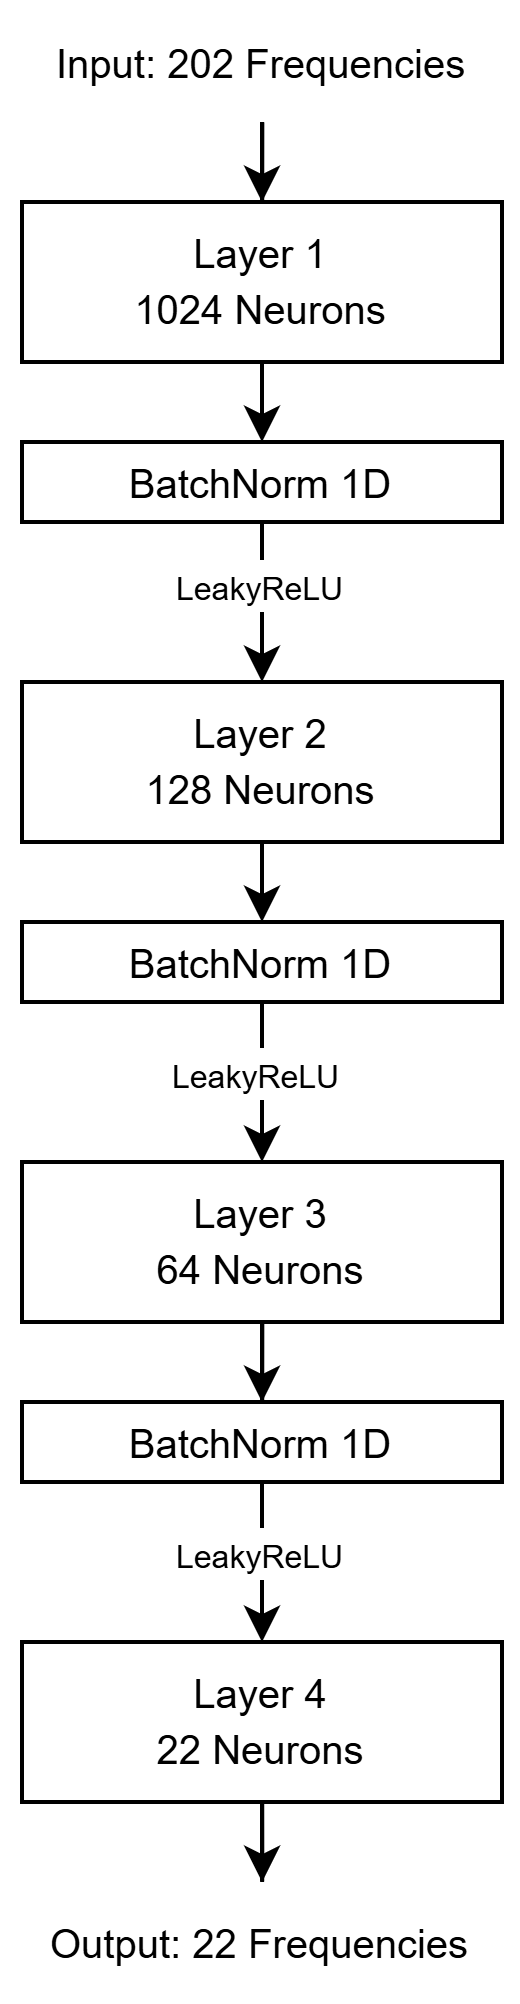 Input: 202 Frequencies
Layer 1
1024 Neurons
BatchNorm 1D
LeakyReLU
Layer 2
128 Neurons
BatchNorm 1D
LeakyReLU
Layer 3
64 Neurons
BatchNorm 1D
LeakyReLU
Layer 4
22 Neurons
Output: 22 Frequencies